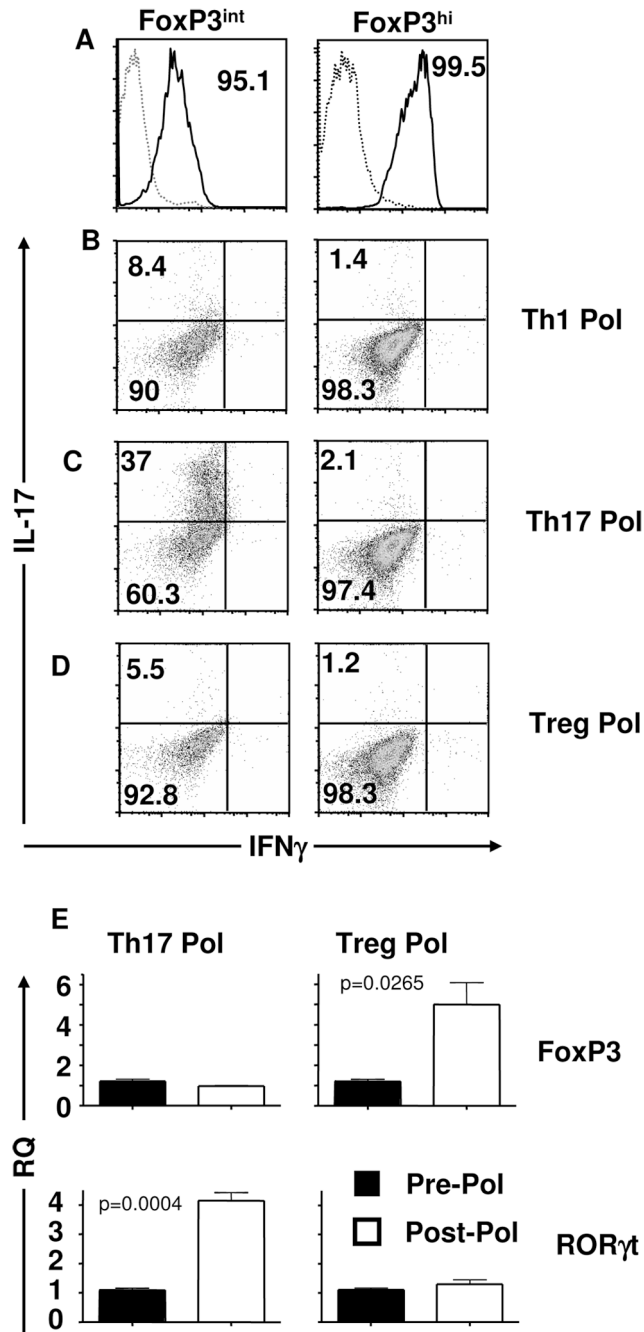 FoxP3int FoxP3hi
A
95.1 99.5
B
8.4 1.4
Th1 Pol
90 98.3
C
37 2.1
Th17 Pol
60.3 97.4
D
5.5 1.2
Treg Pol
92.8 98.3
IL-17
IFNγ
E
Th17 Pol Treg Pol
6
4
2
0
p=0.0265
FoxP3
RQ
4
3
2
1
0
p=0.0004
Pre-Pol
Post-Pol
RORγt